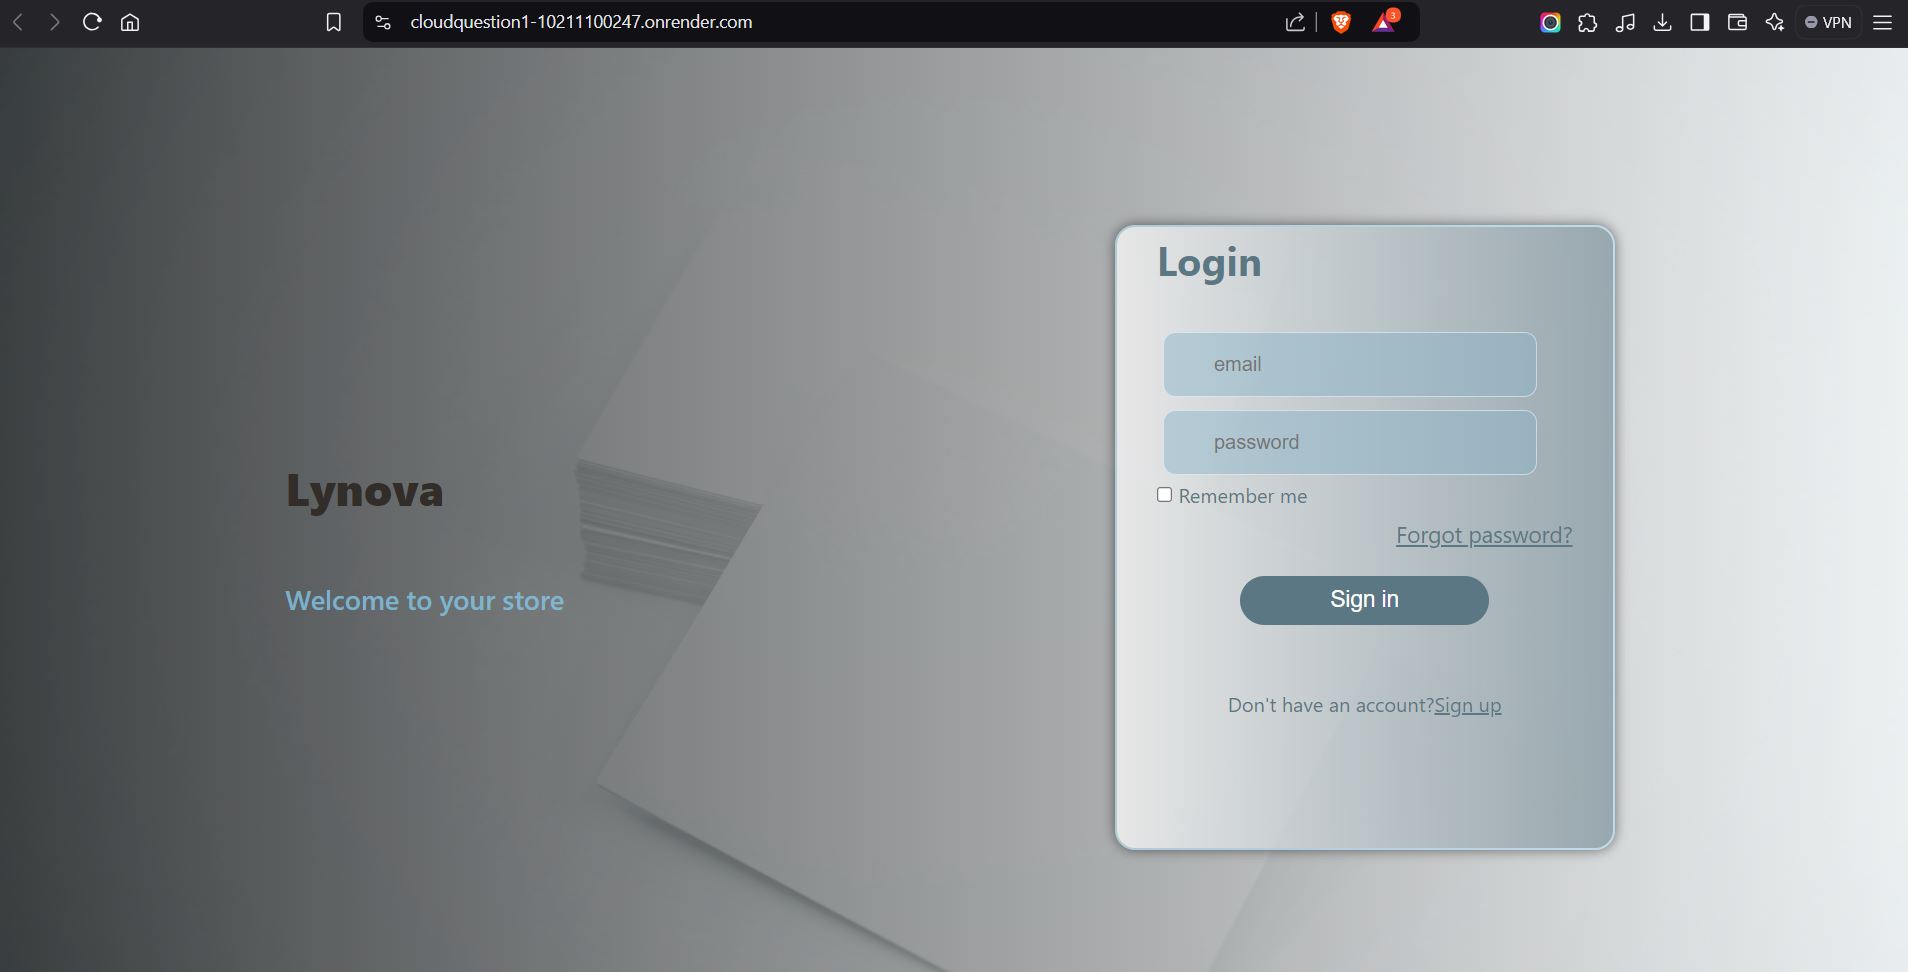 cloudquestion1-10211100247.onrender.com
3
VPN
Login
email
password
Remember me
Forgot password?
Sign in
Don't have an account?Sign up
Lynova
Welcome to your store